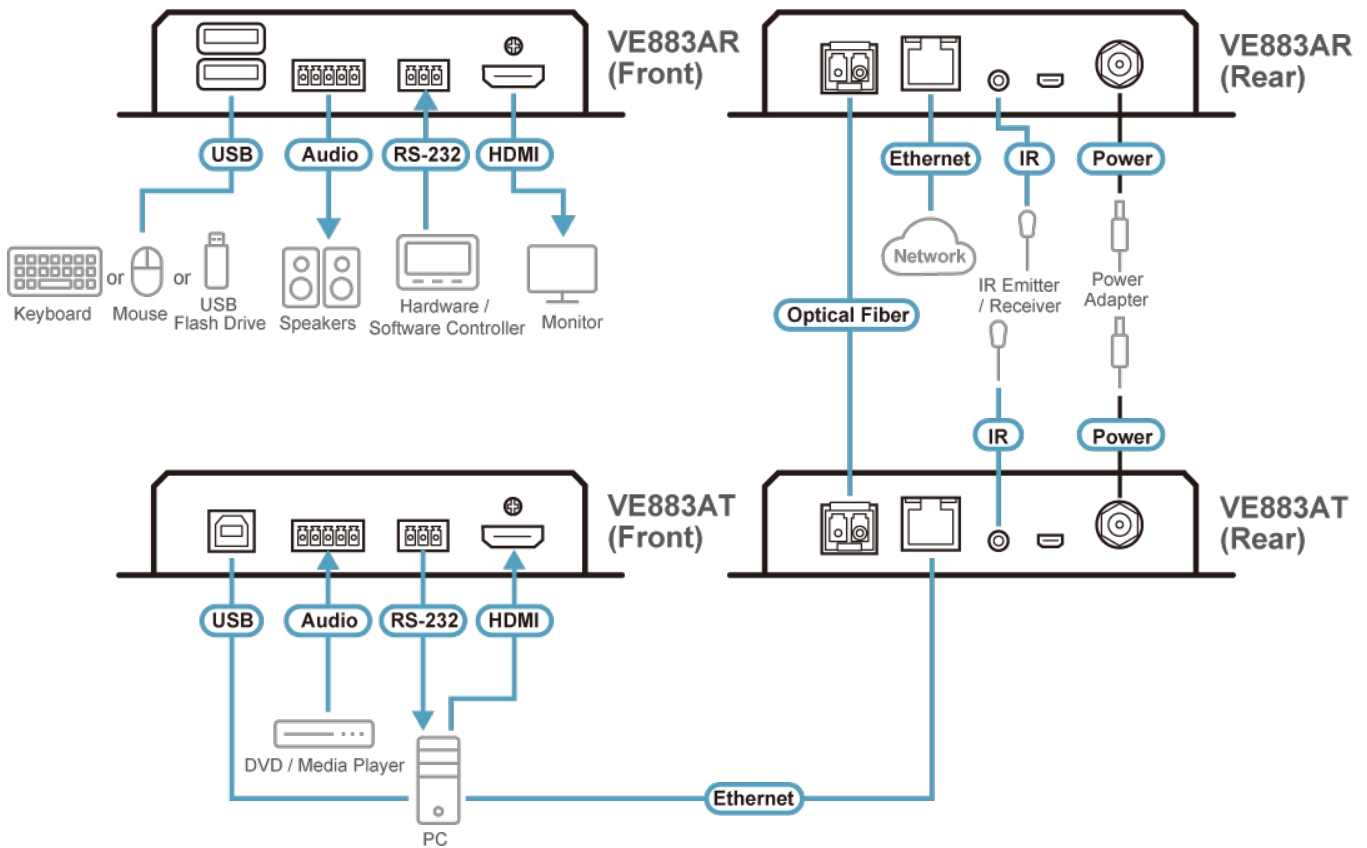 VE883AR
(Front)
USB
Audio
RS-232
HDMI
or
or
Keyboard
Mouse
USB
Flash Drive
Speakers
Hardware /
Software Controller
Monitor
VE883AR
(Rear)
Ethernet
IR
Power
Network
IR Emitter
/ Receiver
Power
Adapter
Optical Fiber
IR
Power
VE883AT
(Front)
USB
Audio
RS-232
HDMI
DVD / Media Player
PC
VE883AT
(Rear)
Ethernet